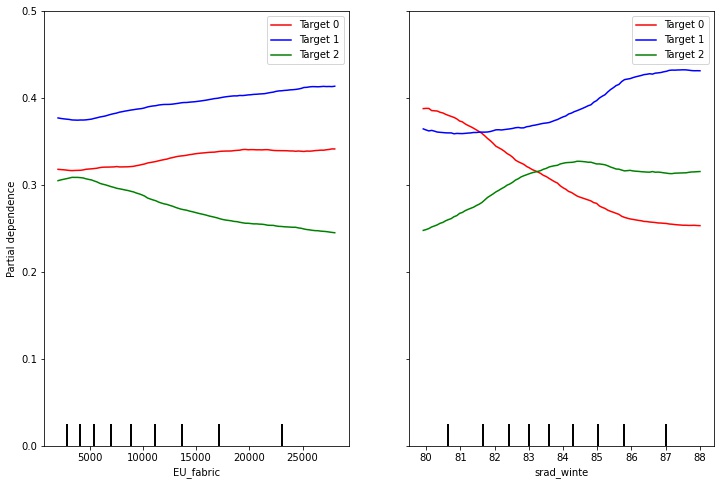 0.5
0.4
0.3
0.2
0.1
0.0
Partial dependence
Target 0
Target 1
Target 2
5000 10000 15000 20000 25000
EU_fabric
Target 0
Target 1
Target 2
80 81 82 83 84 85 86 87 88
srad_winte